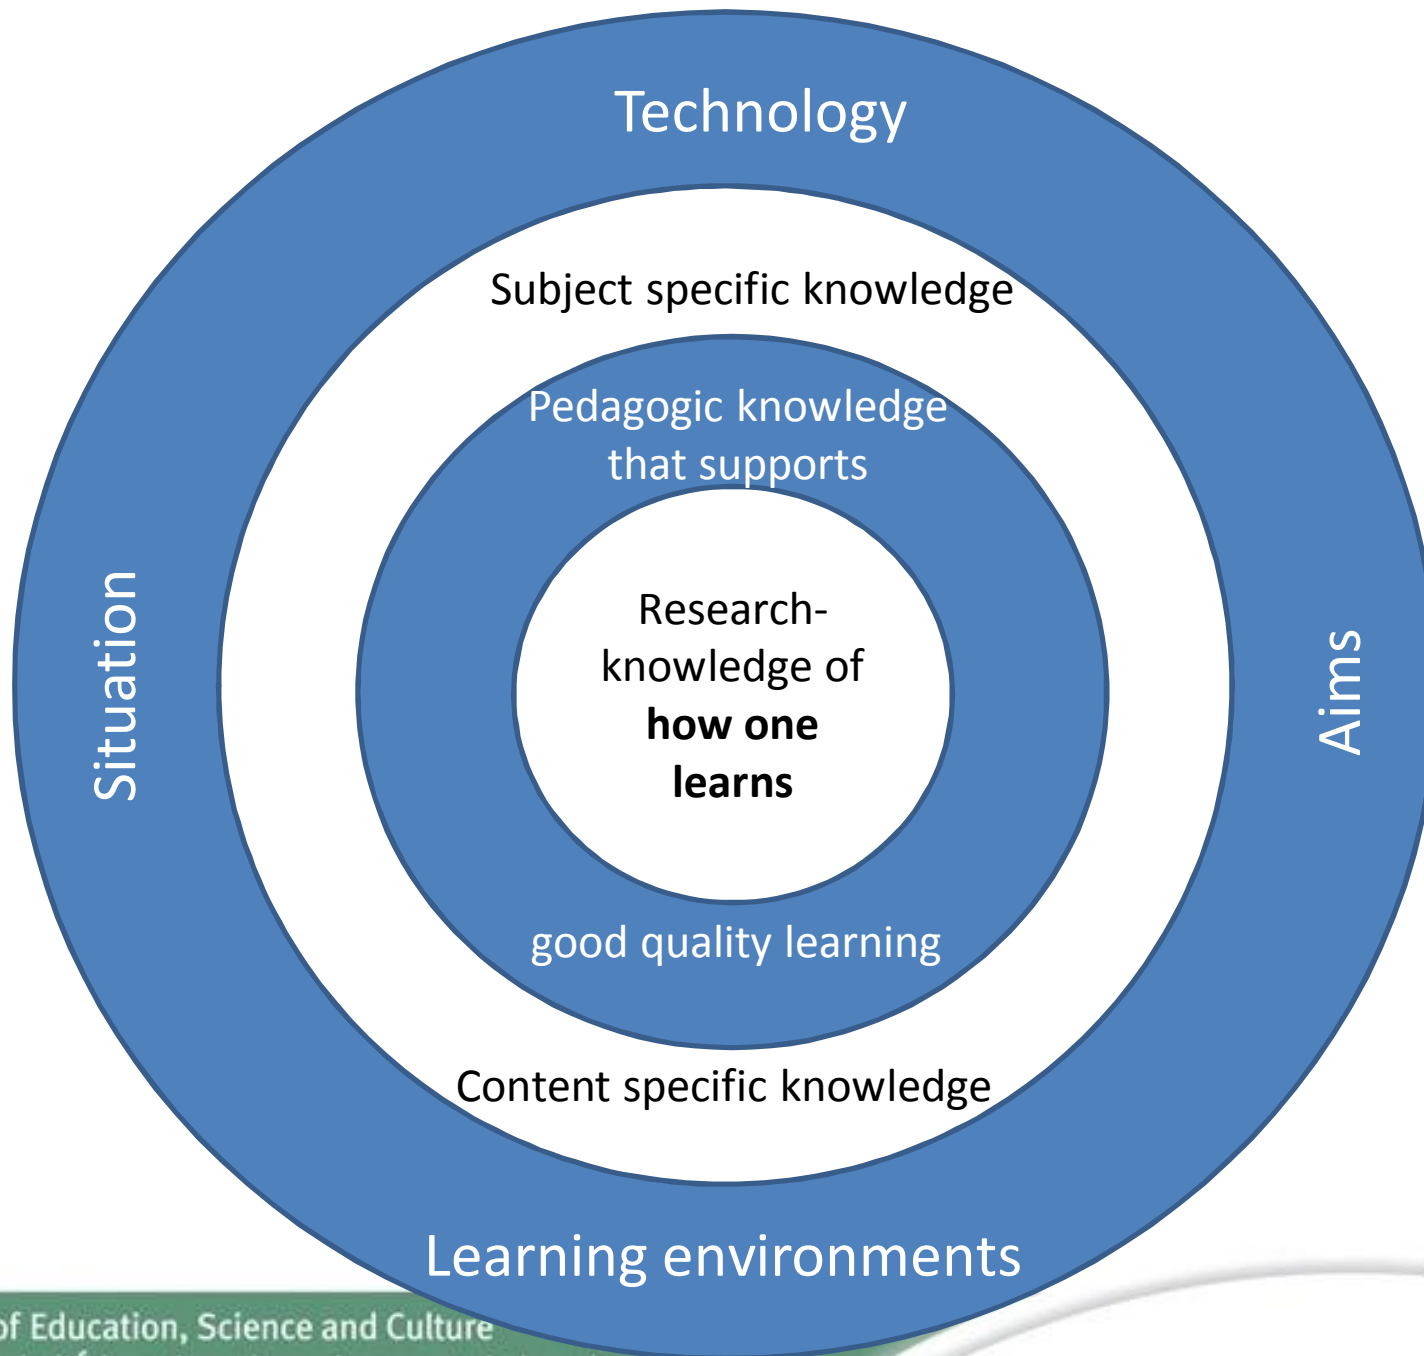 Technology
Subject specific knowledge
Pedagogic knowledge
that supports
Research-
knowledge of
how one
learns
Situation
Aims
good quality learning
Content specific knowledge
Learning environments
of Education, Science and Culture